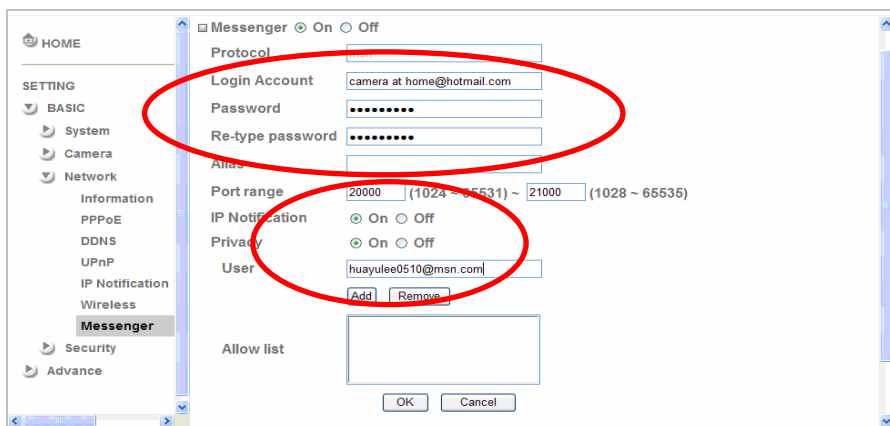 HOME
SETTING
BASIC
System
Camera
Network
Information
PPPoE
DDNS
UPnP
IP Notification
Wireless
Messenger
Security
Advance
Messenger On Off
Protocol
Login Account camera at home@hotmail.com
Password •••••••••
Re-type password •••••••••
Alias
Port range 20000 (1024 ~ 65531) ~ 21000 (1028 ~ 65535)
IP Notification On Off
Privacy On Off
User huayulee0510@msn.com
Add Remove
Allow list
OK Cancel